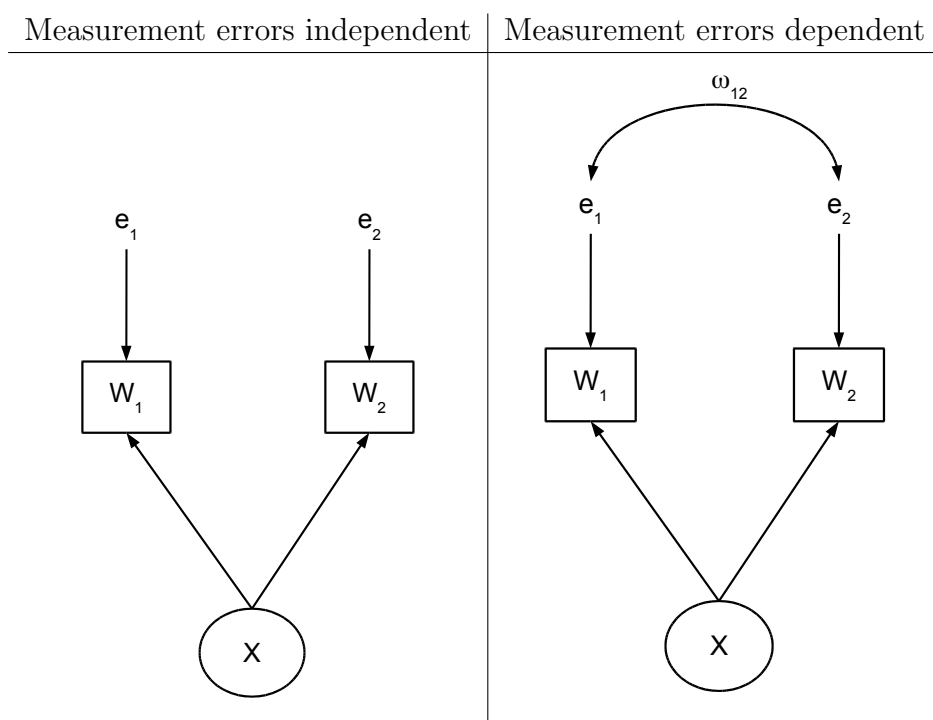 Measurement errors independent
Measurement errors dependent
ω₁₂
e₁
e₂
e₁
e₂
W₁
W₂
W₁
W₂
X
X